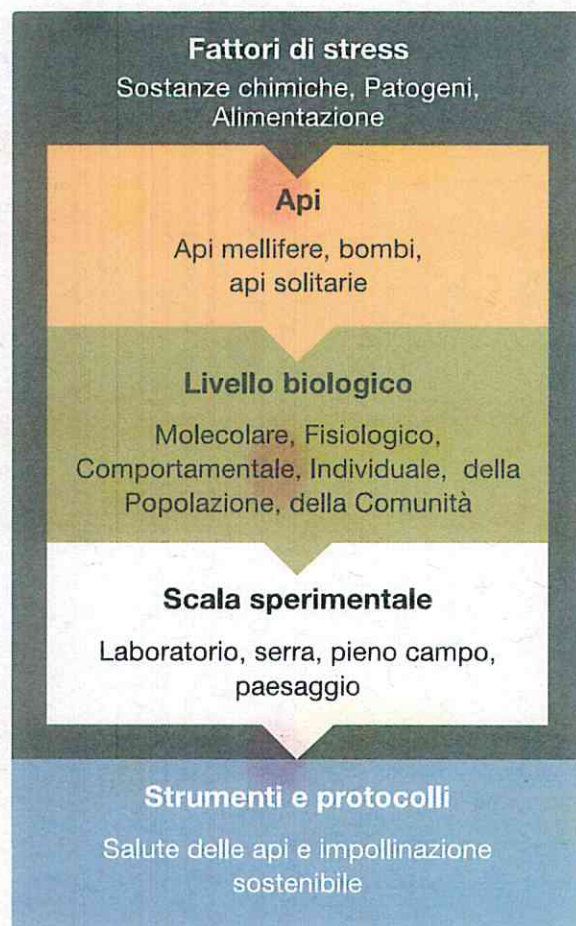 Fattori di stress
Sostanze chimiche, Patogeni,
Alimentazione
Api
Api mellifere, bombi,
api solitarie
Livello biologico
Molecolare, Fisiologico,
Comportamentale, Individuale, della
Popolazione, della Comunità
Scala sperimentale
Laboratorio, serra, pieno campo,
paesaggio
Strumenti e protocolli
Salute delle api e impollinazione
sostenibile